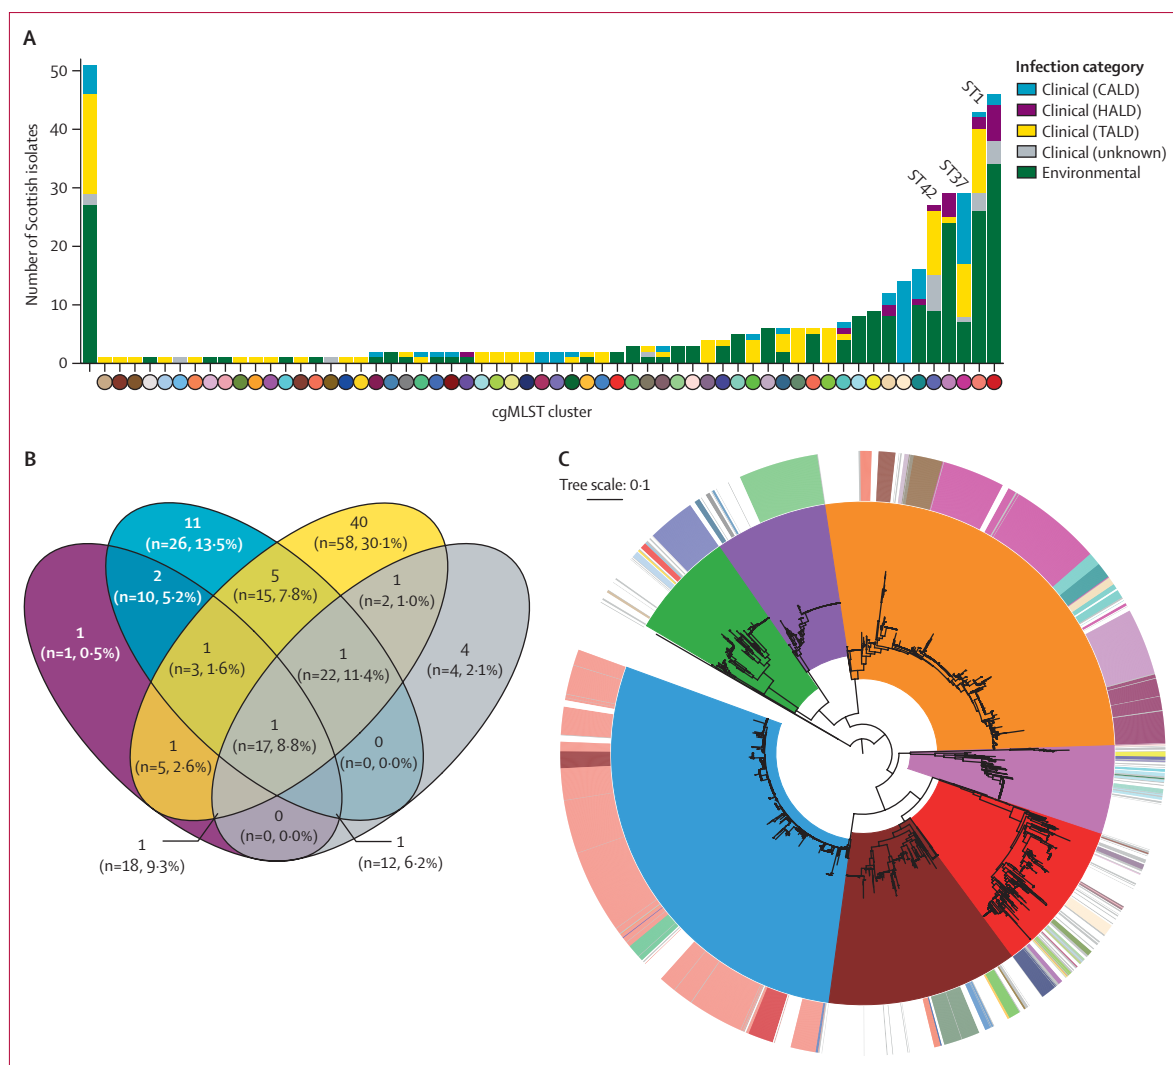 A
Number of Scottish isolates
50
40
30
20
10
0
ST42
ST37
ST1
cgMLST cluster
Infection category
Clinical (CALD)
Clinical (HALD)
Clinical (TALD)
Clinical (unknown)
Environmental
B
11
(n=26, 13·5%)
40
(n=58, 30·1%)
2
(n=10, 5·2%)
5
(n=15, 7·8%)
1
(n=2, 1·0%)
1
(n=1, 0·5%)
1
(n=3, 1·6%)
1
(n=22, 11·4%)
4
(n=4, 2·1%)
1
(n=5, 2·6%)
1
(n=17, 8·8%)
0
(n=0, 0·0%)
0
(n=0, 0·0%)
1
(n=18, 9·3%)
1
(n=12, 6·2%)
C
Tree scale: 0·1